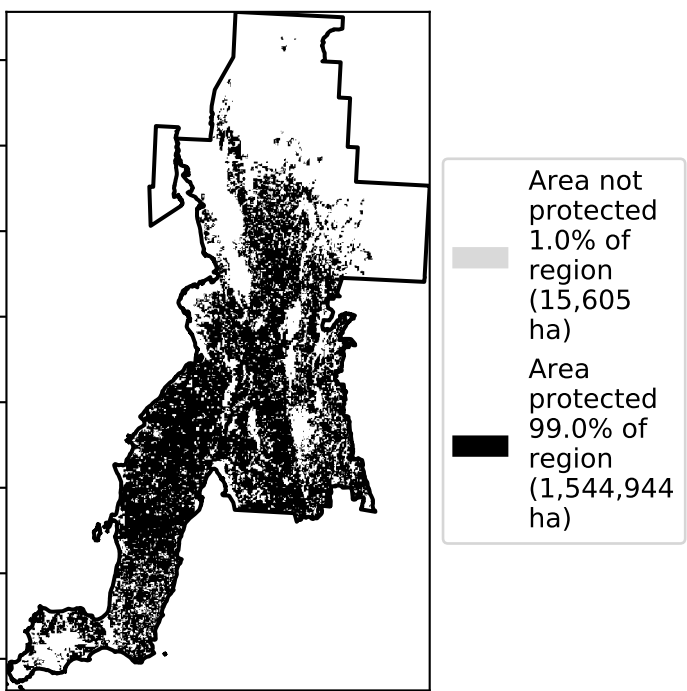 Area not
protected
1.0% of
region
(15,605
ha)
Area
protected
99.0% of
region
(1,544,944
ha)